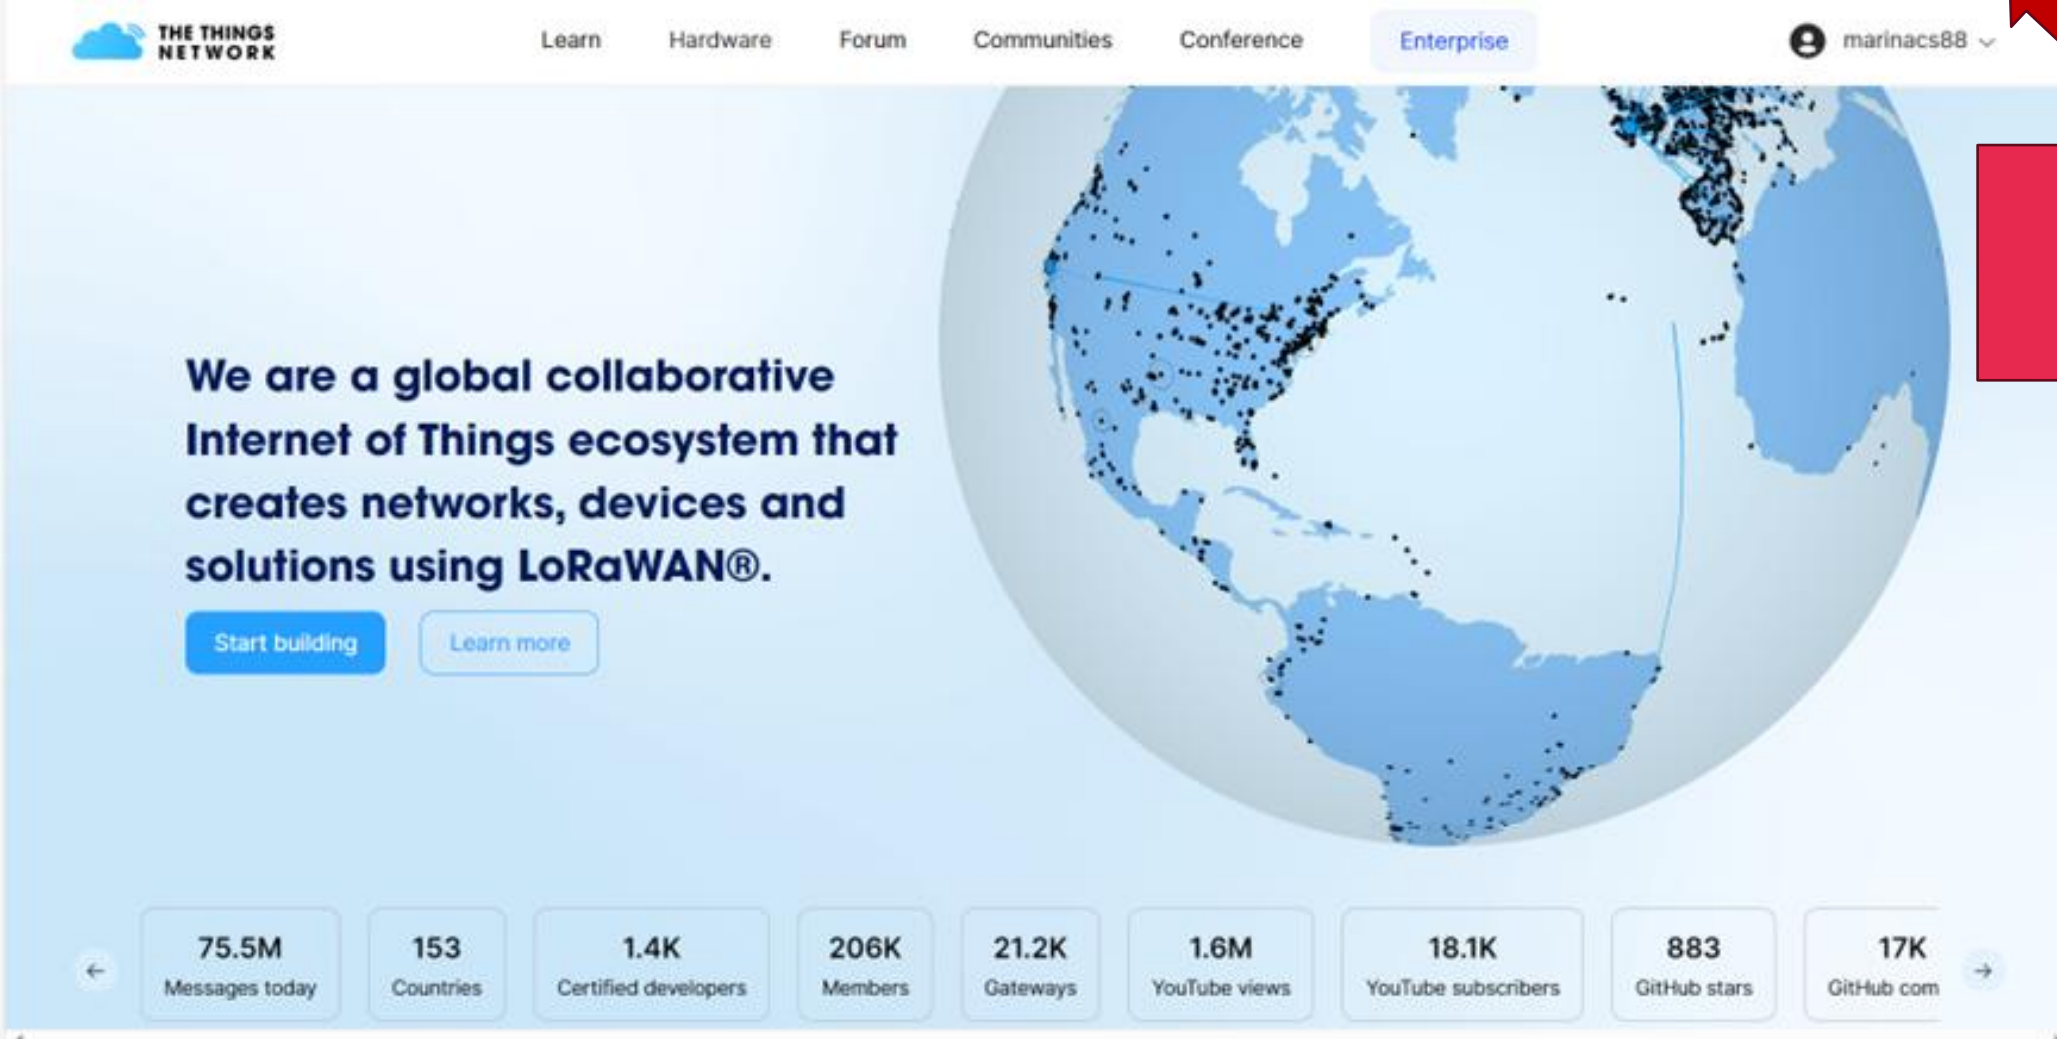 THE THINGS
NETWORK
Learn
Hardware
Forum
Communities
Conference
Enterprise
marinacs88
We are a global collaborative
Internet of Things ecosystem that
creates networks, devices and
solutions using LoRaWAN®.
Start building
Learn more
75.5M
Messages today
153
Countries
1.4K
Certified developers
206K
Members
21.2K
Gateways
1.6M
YouTube views
18.1K
YouTube subscribers
883
GitHub stars
17K
GitHub com